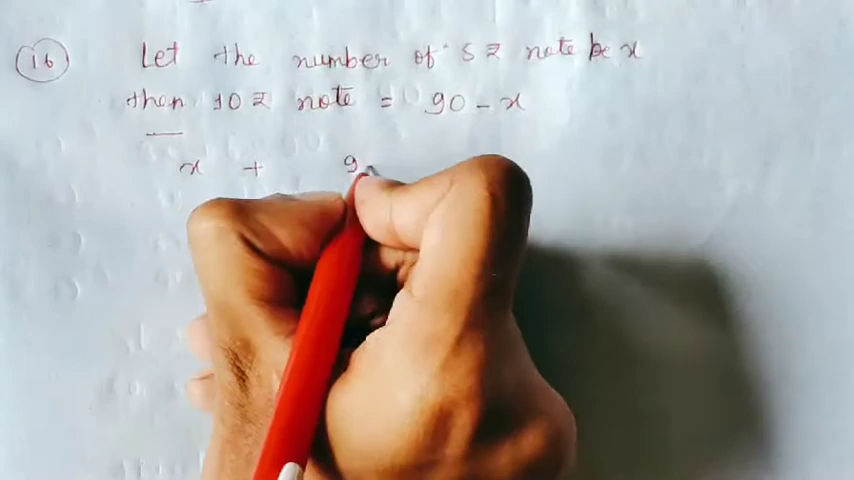 16 Let the number of 5 ₹ note be x
then 10 ₹ note = 90 - x
x + 9